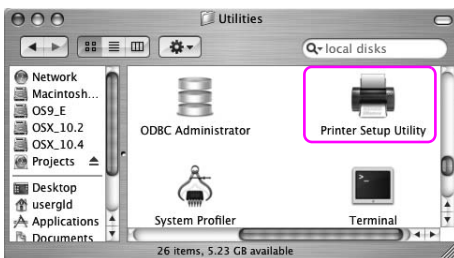 Utilities
local disks
Network
Macintosh...
OS9_E
OSX_10.2
OSX_10.4
Projects
Desktop
usergld
Applications
Documents
ODBC Administrator
Printer Setup Utility
System Profiler
Terminal
26 items, 5.23 GB available